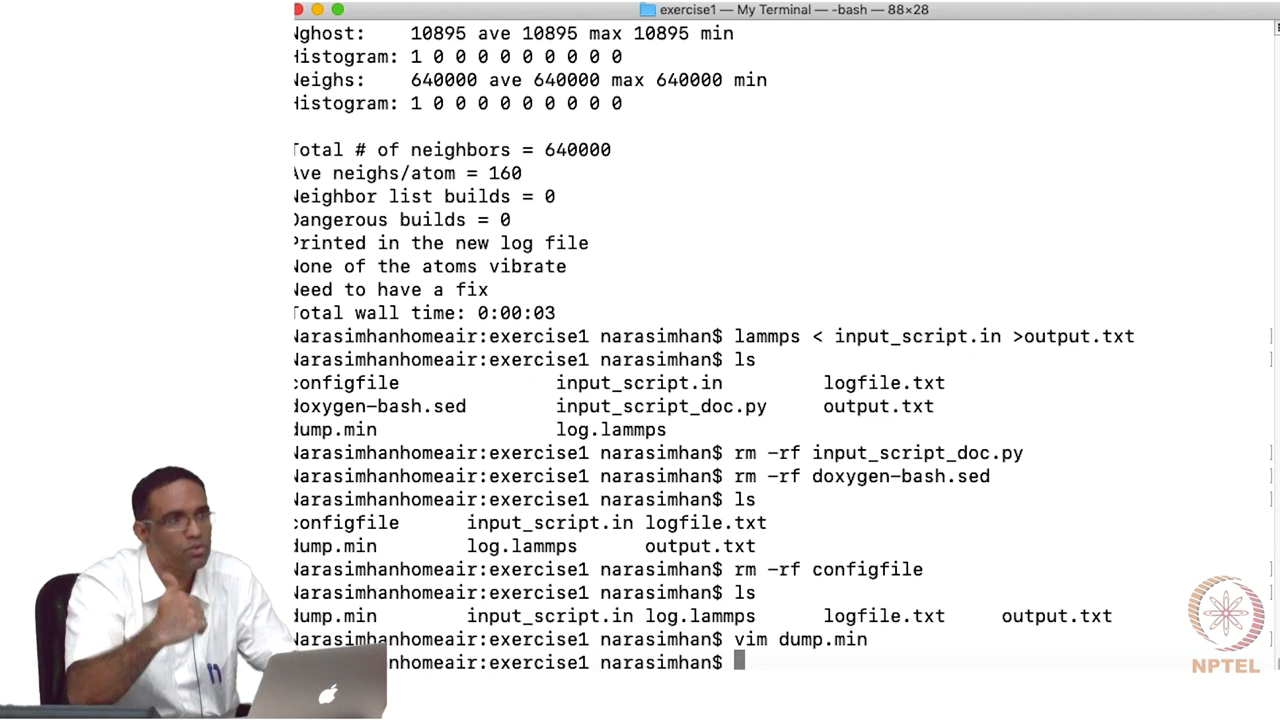 exercise1 — My Terminal — -bash — 88×28
Nghost: 10895 ave 10895 max 10895 min
Histogram: 1 0 0 0 0 0 0 0 0 0
Neighs: 640000 ave 640000 max 640000 min
Histogram: 1 0 0 0 0 0 0 0 0 0
Total # of neighbors = 640000
Ave neighs/atom = 160
Neighbor list builds = 0
Dangerous builds = 0
Printed in the new log file
None of the atoms vibrate
Need to have a fix
Total wall time: 0:00:03
Narasimhanhomeair:exercise1 narasimhan$ lammps < input_script.in >output.txt
Narasimhanhomeair:exercise1 narasimhan$ ls
configfile input_script.in logfile.txt
doxygen-bash.sed input_script_doc.py output.txt
dump.min log.lammps
Narasimhanhomeair:exercise1 narasimhan$ rm -rf input_script_doc.py
Narasimhanhomeair:exercise1 narasimhan$ rm -rf doxygen-bash.sed
Narasimhanhomeair:exercise1 narasimhan$ ls
configfile input_script.in logfile.txt
dump.min log.lammps output.txt
Narasimhanhomeair:exercise1 narasimhan$ rm -rf configfile
Narasimhanhomeair:exercise1 narasimhan$ ls
dump.min input_script.in log.lammps logfile.txt output.txt
Narasimhanhomeair:exercise1 narasimhan$ vim dump.min
Narasimhanhomeair:exercise1 narasimhan$
NPTEL